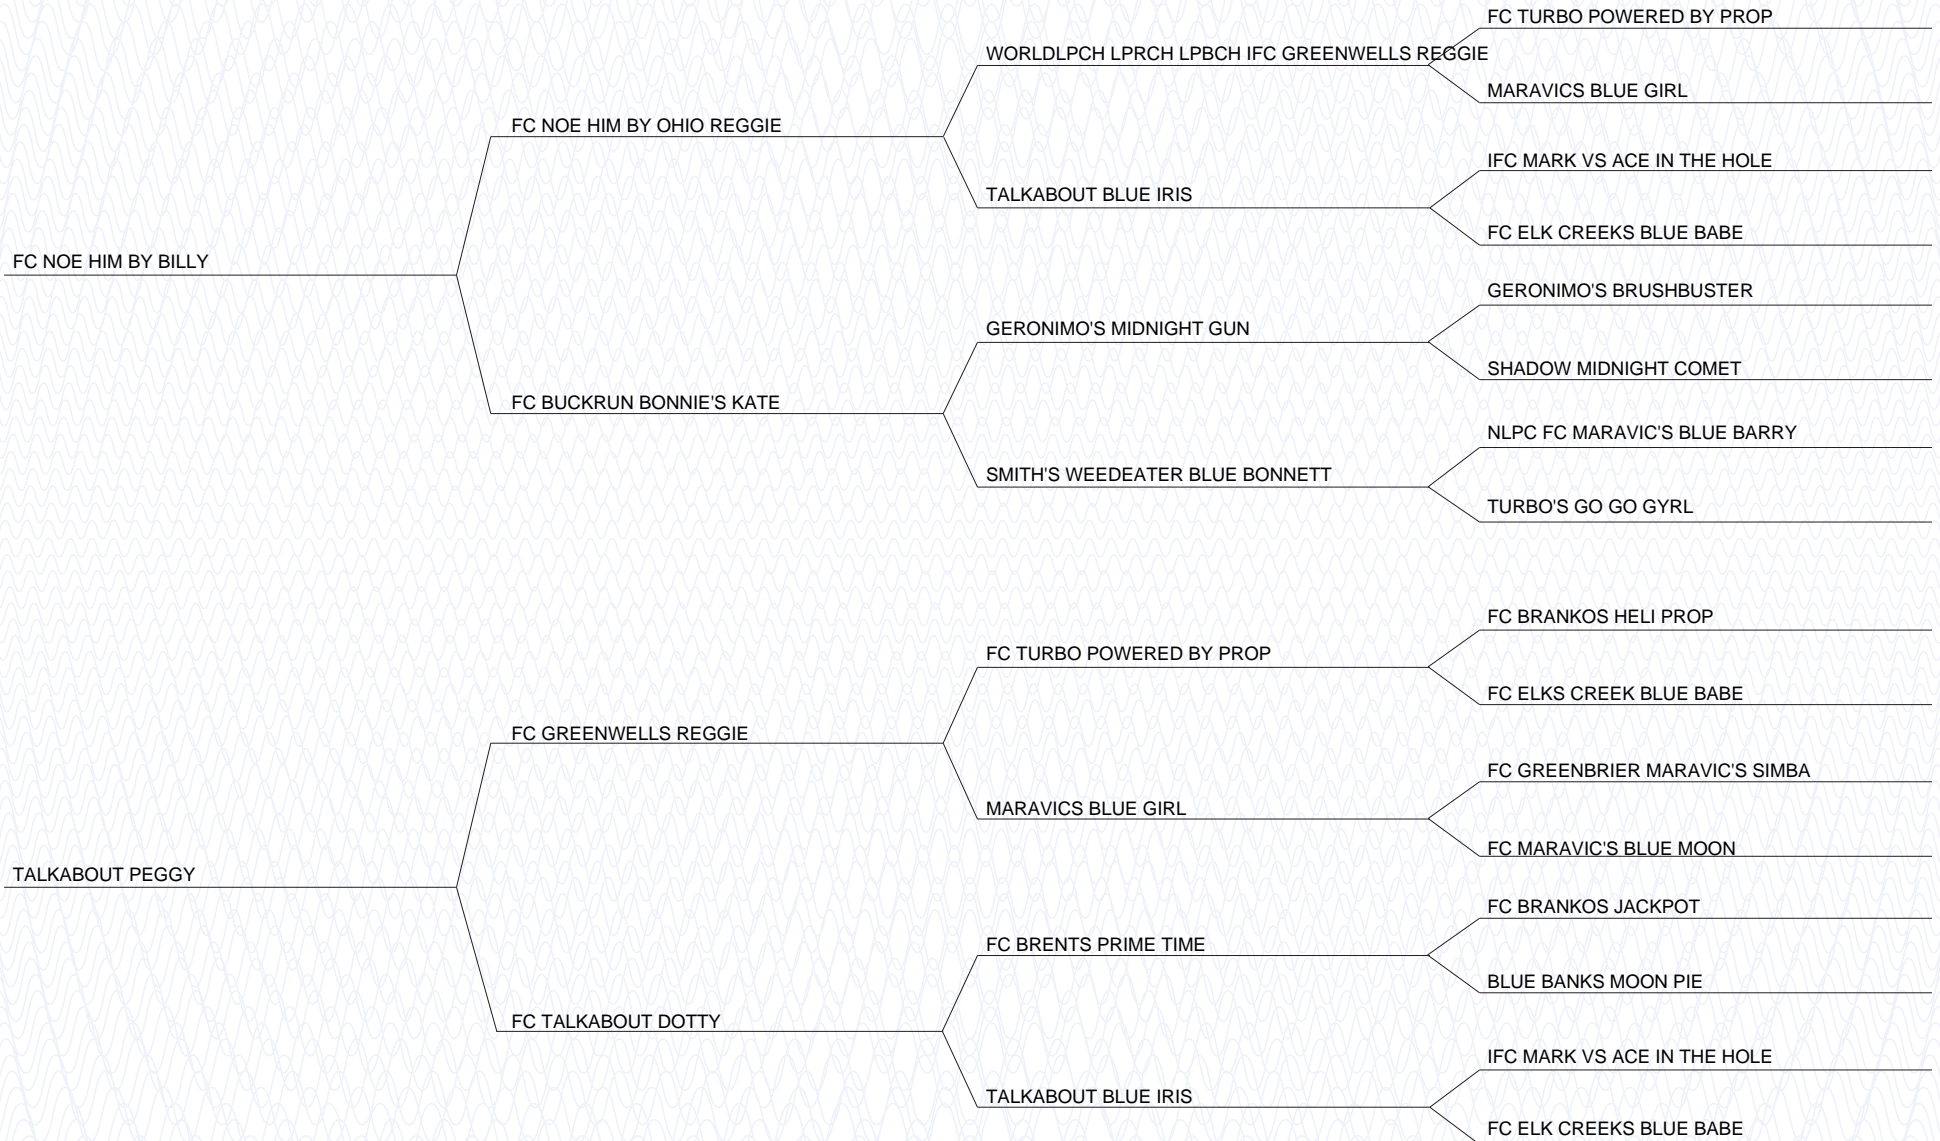 FC TURBO POWERED BY PROP
WORLDLPCH LPRCH LPBCH IFC GREENWELLS REGGIE
MARAVICS BLUE GIRL
FC NOE HIM BY OHIO REGGIE
IFC MARK VS ACE IN THE HOLE
TALKABOUT BLUE IRIS
FC ELK CREEKS BLUE BABE
FC NOE HIM BY BILLY
GERONIMO'S BRUSHBUSTER
GERONIMO'S MIDNIGHT GUN
SHADOW MIDNIGHT COMET
FC BUCKRUN BONNIE'S KATE
NLPC FC MARAVIC'S BLUE BARRY
SMITH'S WEEDEATER BLUE BONNETT
TURBO'S GO GO GYRL
FC BRANKOS HELI PROP
FC TURBO POWERED BY PROP
FC ELKS CREEK BLUE BABE
FC GREENWELLS REGGIE
FC GREENBRIER MARAVIC'S SIMBA
MARAVICS BLUE GIRL
FC MARAVIC'S BLUE MOON
TALKABOUT PEGGY
FC BRANKOS JACKPOT
FC BRENTS PRIME TIME
BLUE BANKS MOON PIE
FC TALKABOUT DOTTY
IFC MARK VS ACE IN THE HOLE
TALKABOUT BLUE IRIS
FC ELK CREEKS BLUE BABE